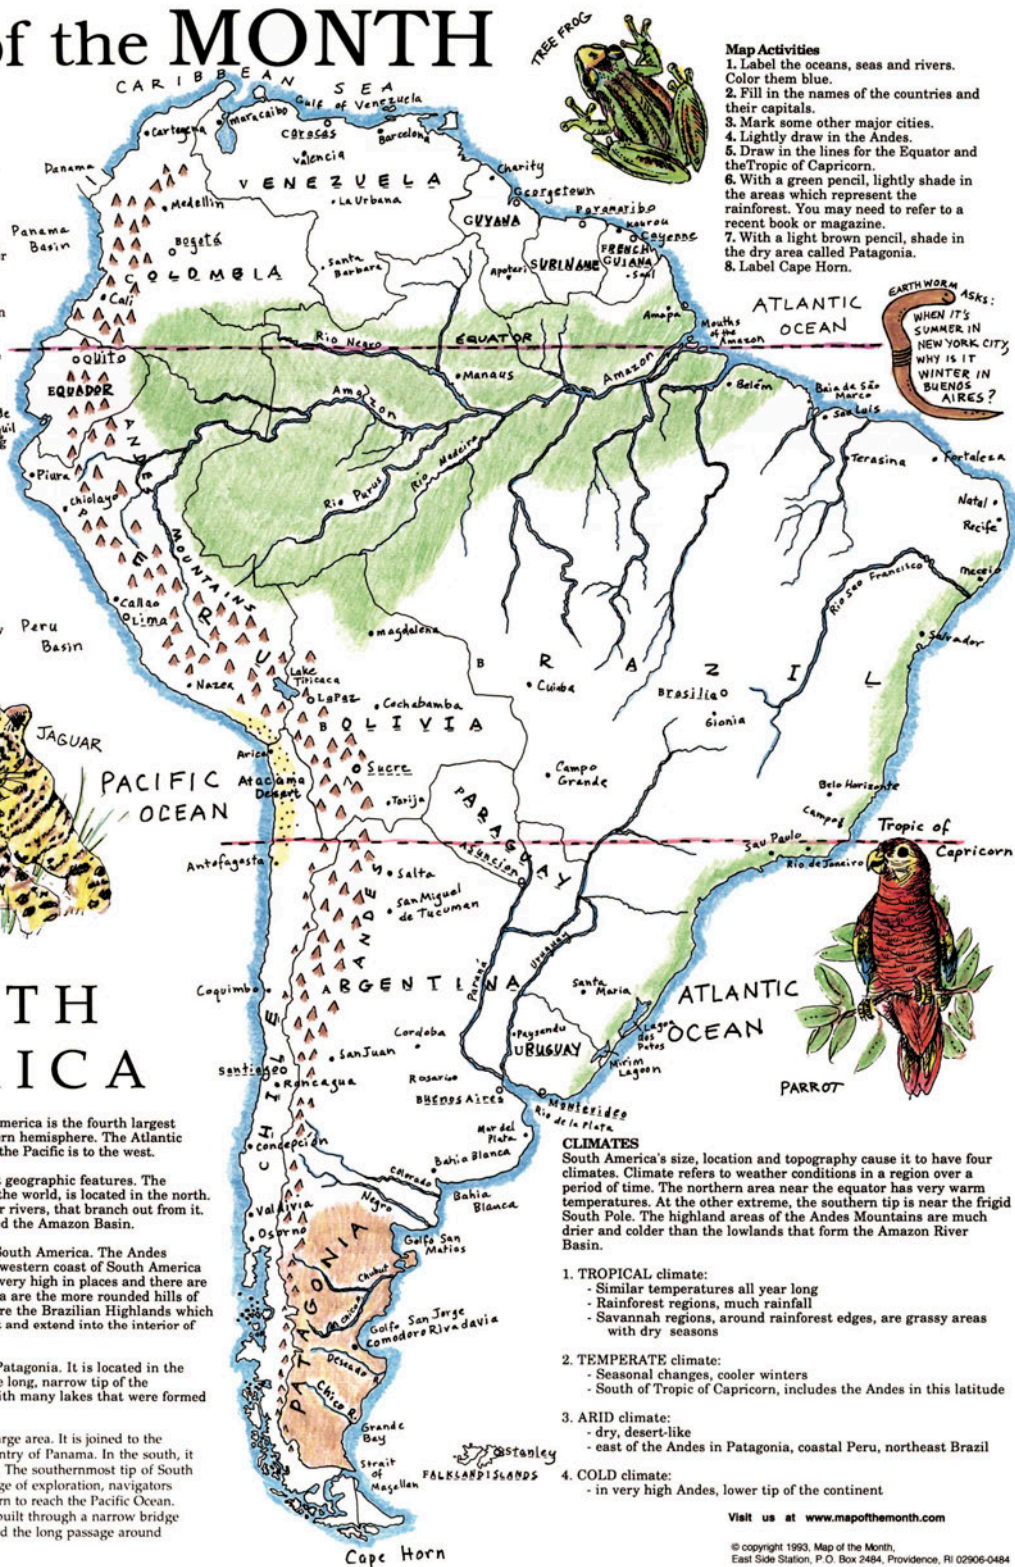 of the MONTH
TREE FROG
Map Activities
1. Label the oceans, seas and rivers.
Color them blue.
2. Fill in the names of the countries and
their capitals.
3. Mark some other major cities.
4. Lightly draw in the Andes.
5. Draw in the lines for the Equator and
theTropic of Capricorn.
6. With a green pencil, lightly shade in
the areas which represent the
rainforest. You may need to refer to a
recent book or magazine.
7. With a light brown pencil, shade in
the dry area called Patagonia.
8. Label Cape Horn.
EARTH WORM ASKS:
WHEN IT'S
SUMMER IN
NEW YORK CITY,
WHY IS IT
WINTER IN
BUENOS
AIRES?
CARIBBEAN SEA
Gulf of Venezuela
Cartegena
Maracaibo
Caracas
Barcelona
Valencia
Panama
VENEZUELA
Charity
La Urbana
Georgetown
Medellin
GUYANA
Paramaribo
Kourou
Cayenne
Panama
Basin
Bogotá
FRENCH
GUIANA
SURINAME
Saul
COLOMBIA
Santa
Barbara
Apoteri
Cali
Amapa
ATLANTIC
OCEAN
Mouths
of the
Amazon
Rio Negro
EQUATOR
Quito
EQUADOR
Manaus
Amazon
Belém
Baia de São
Marco
Sao Luis
Amazon
ANDES
MOUNTAINS
Rio Purus
Rio Madeira
Terasina
Fortaleza
Piura
Chiclayo
Natal
Recife
PERU
Rio Sao Francisco
Maceio
Callao
Lima
Peru
Basin
Magdalena
Salvador
BRAZIL
Nazca
Lake
Titicaca
La Paz
Cochabamba
Cuiaba
Brasilia
Gionia
BOLIVIA
JAGUAR
Arica
PACIFIC
OCEAN
Atacama
Desert
Sucre
Campo
Grande
Tarija
Belo Horizonte
Campos
PARAGUAY
Tropic of
Capricorn
Sau Paulo
Rio de Janeiro
Asuncion
Antofagasta
Salta
San Miguel
de Tucuman
ANDES
Paraná
Uruguay
Coquimbo
ARGENTINA
Santa
Maria
ATLANTIC
OCEAN
Lagoa
dos
Patos
Mirim
Lagoon
Paysandu
URUGUAY
Cordoba
San Juan
Santiago
Rancagua
Rosario
Buenos Aires
Montevideo
Rio de la Plata
PARROT
CHILE
Mar del
Plata
Concepción
Bahia Blanca
Colorado
Negro
Bahia
Blanca
Valdivia
Osorno
Golfo San
Matias
PATAGONIA
Chubut
Golfo San Jorge
Comodoro Rivadavia
Deseado R.
Chico R.
Grande
Bay
Strait
of
Magellan
Stanley
FALKLAND ISLANDS
Cape Horn
TH
RICA
merica is the fourth largest
rn hemisphere. The Atlantic
the Pacific is to the west.
geographic features. The
the world, is located in the north.
r rivers, that branch out from it.
d the Amazon Basin.
South America. The Andes
western coast of South America
very high in places and there are
a are the more rounded hills of
re the Brazilian Highlands which
and extend into the interior of
Patagonia. It is located in the
e long, narrow tip of the
ith many lakes that were formed
arge area. It is joined to the
ntry of Panama. In the south, it
The southernmost tip of South
ge of exploration, navigators
rn to reach the Pacific Ocean.
built through a narrow bridge
d the long passage around
CLIMATES
South America's size, location and topography cause it to have four
climates. Climate refers to weather conditions in a region over a
period of time. The northern area near the equator has very warm
temperatures. At the other extreme, the southern tip is near the frigid
South Pole. The highland areas of the Andes Mountains are much
drier and colder than the lowlands that form the Amazon River
Basin.
1. TROPICAL climate:
- Similar temperatures all year long
- Rainforest regions, much rainfall
- Savannah regions, around rainforest edges, are grassy areas
with dry seasons
2. TEMPERATE climate:
- Seasonal changes, cooler winters
- South of Tropic of Capricorn, includes the Andes in this latitude
3. ARID climate:
- dry, desert-like
- east of the Andes in Patagonia, coastal Peru, northeast Brazil
4. COLD climate:
- in very high Andes, lower tip of the continent
Visit us at www.mapofthemonth.com
© copyright 1993, Map of the Month,
East Side Station, P.O. Box 2484, Providence, RI 02906-0484